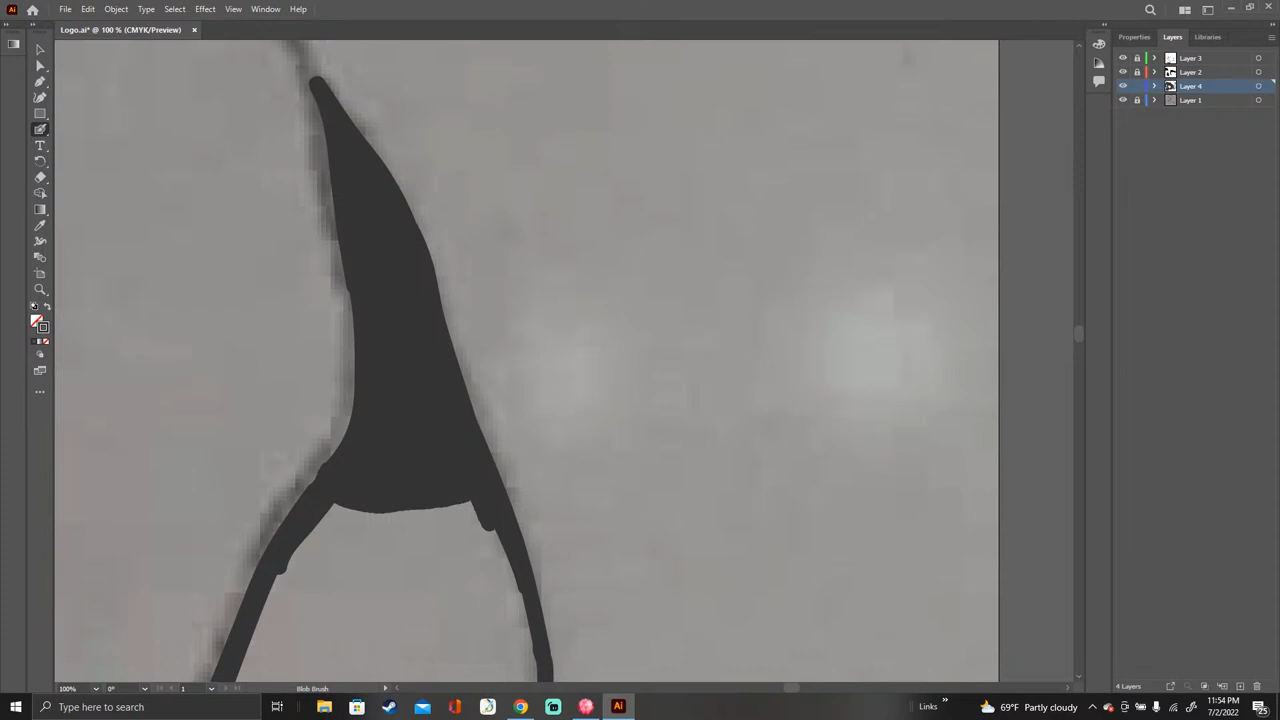 Ai File Edit Object Type Select Effect View Window Help
Logo.ai* @ 100 % (CMYK/Preview) ×
Properties Layers Libraries
Layer 3
Layer 2
Layer 4
Layer 1
T
4 Layers
100% 0° 1 Blob Brush
Type here to search
Ai
Links
69°F Partly cloudy
11:54 PM
7/2/2022